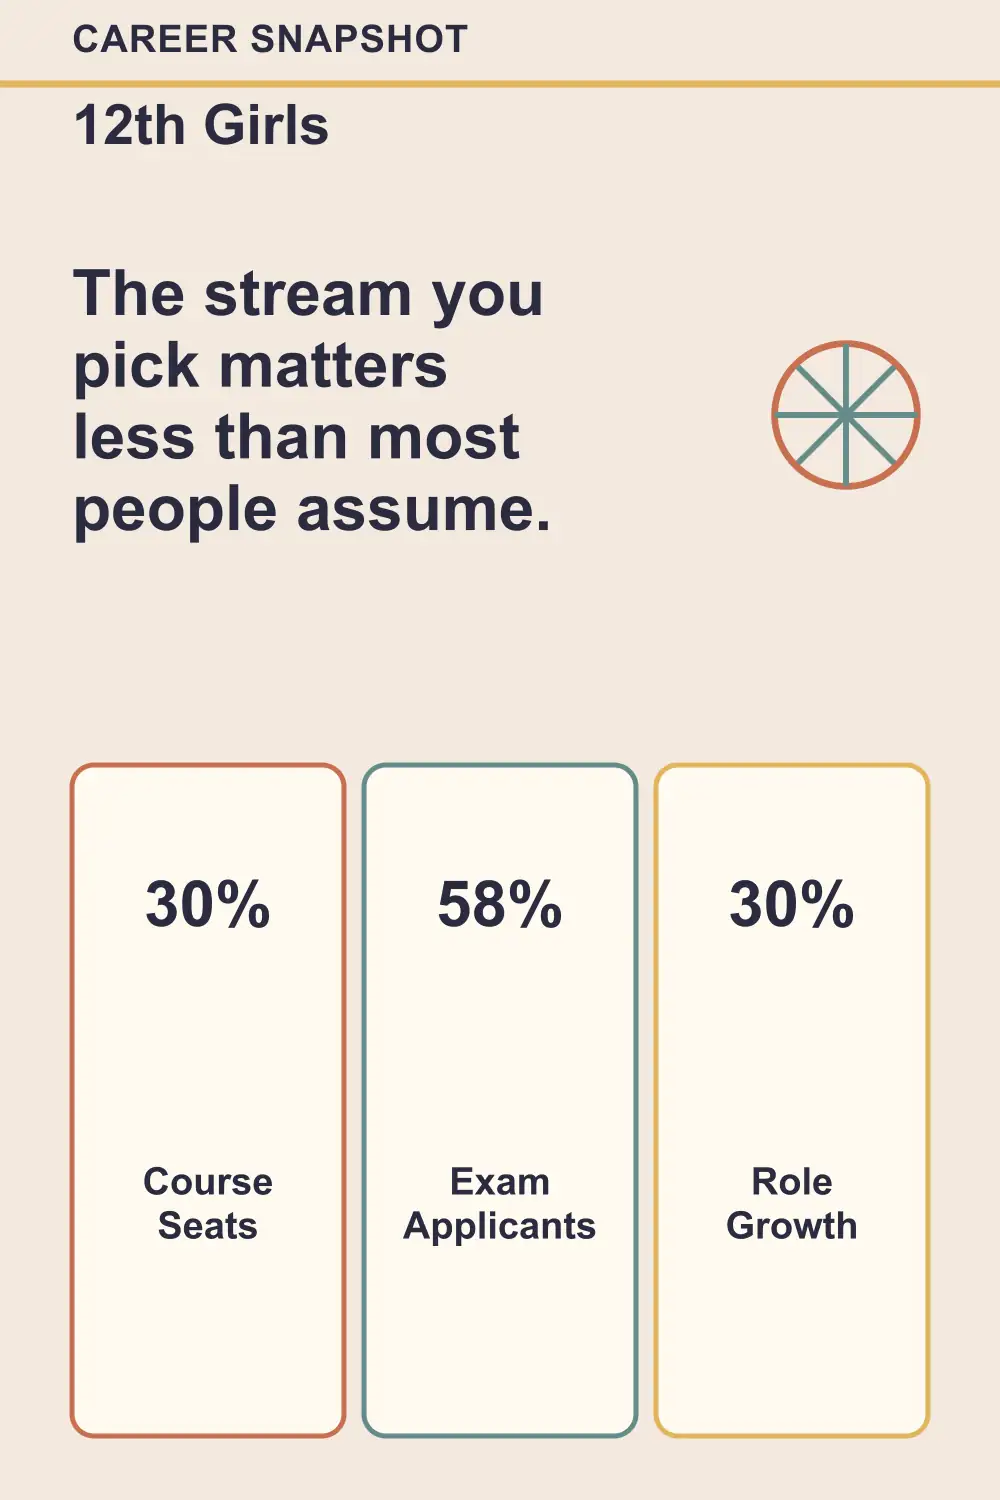 CAREER SNAPSHOT
12th Girls
The stream you
pick matters
less than most
people assume.
30%
Course
Seats
58%
Exam
Applicants
30%
Role
Growth